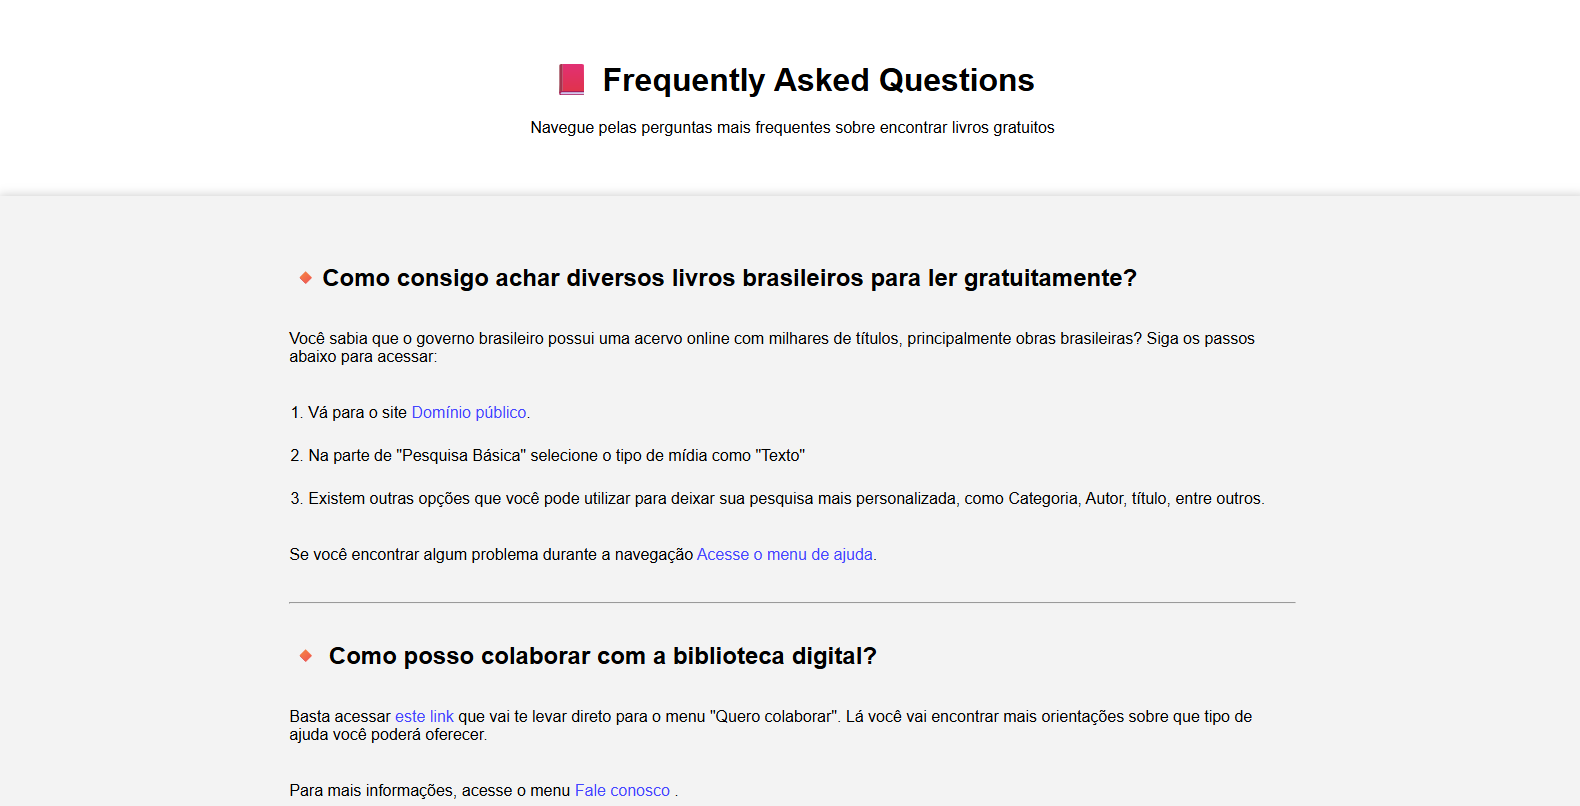 Frequently Asked Questions
Navegue pelas perguntas mais frequentes sobre encontrar livros gratuitos
Como consigo achar diversos livros brasileiros para ler gratuitamente?
Você sabia que o governo brasileiro possui uma acervo online com milhares de títulos, principalmente obras brasileiras? Siga os passos
abaixo para acessar:
1. Vá para o site Domínio público.
2. Na parte de "Pesquisa Básica" selecione o tipo de mídia como "Texto"
3. Existem outras opções que você pode utilizar para deixar sua pesquisa mais personalizada, como Categoria, Autor, título, entre outros.
Se você encontrar algum problema durante a navegação Acesse o menu de ajuda.
Como posso colaborar com a biblioteca digital?
Basta acessar este link que vai te levar direto para o menu "Quero colaborar". Lá você vai encontrar mais orientações sobre que tipo de
ajuda você poderá oferecer.
Para mais informações, acesse o menu Fale conosco .